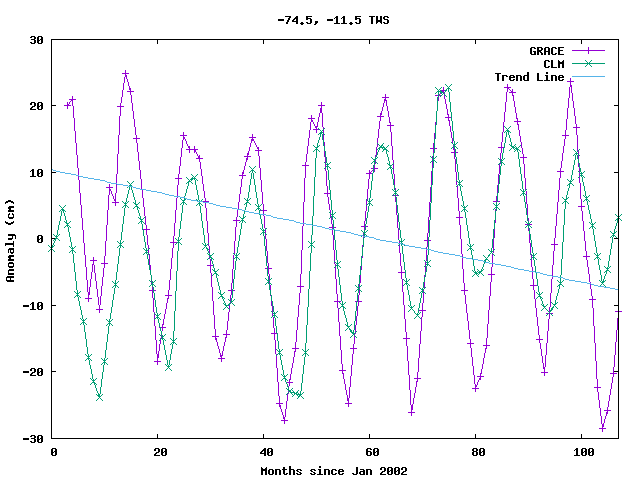 -74.5, -11.5 TWS
GRACE
CLM
Trend Line
30
20
10
0
-10
-20
-30
Anomaly (cm)
0 20 40 60 80 100
Months since Jan 2002